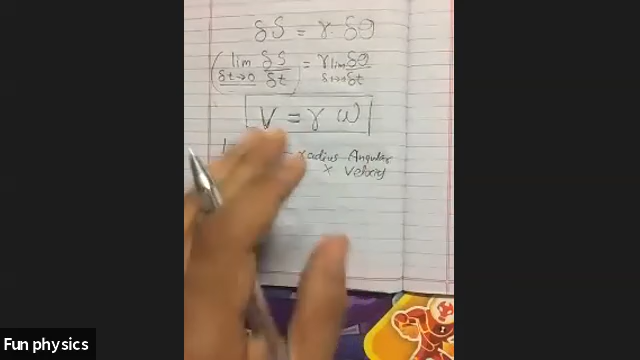 δS = r · δθ
( lim δt→0 δS/δt ) = r lim δt→0 δθ/δt
V = r ω
radius Angular
x Velocity
Fun physics